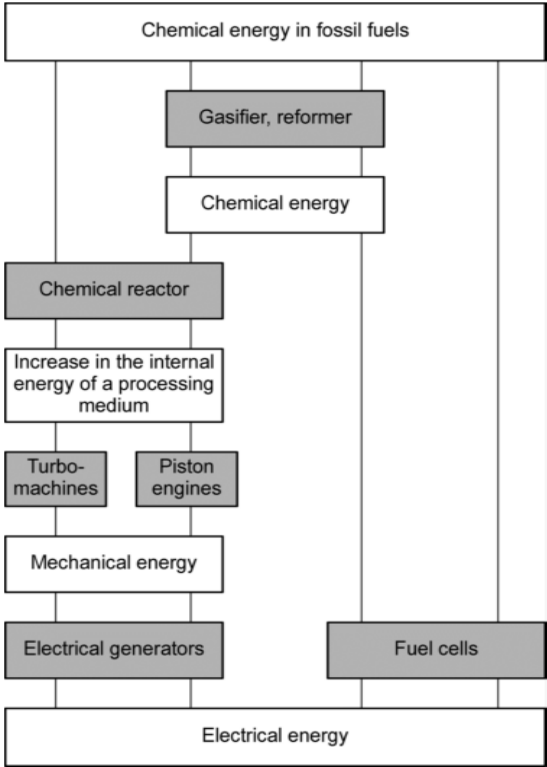 Chemical energy in fossil fuels
Gasifier, reformer
Chemical energy
Chemical reactor
Increase in the internal
energy of a processing
medium
Turbo-
machines
Piston
engines
Mechanical energy
Electrical generators
Fuel cells
Electrical energy